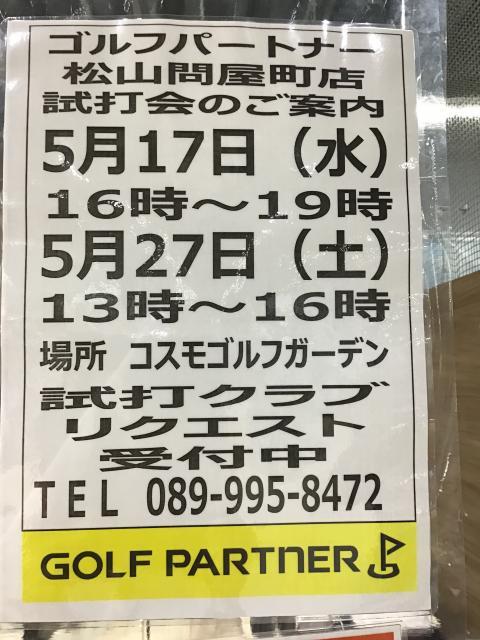 ゴルフパートナー
松山問屋町店
試打会のご案内
5月17日（水）
16時～19時
5月27日（土）
13時～16時
場所 コスモゴルフガーデン
試打クラブ
リクエスト
受付中
TEL 089-995-8472
GOLF PARTNER